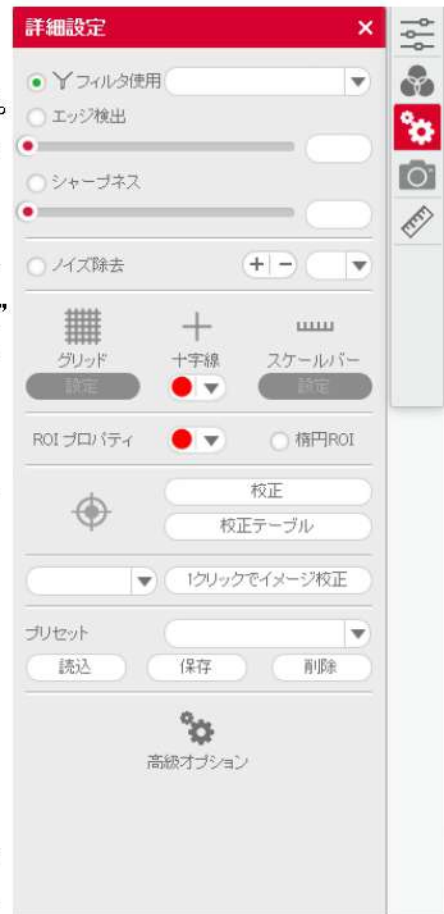 詳細設定
フィルタ使用
エッジ検出
シャープネス
ノイズ除去
グリッド 十字線 スケールバー
設定 設定
ROI プロパティ 楕円ROI
校正
校正テーブル
1クリックでイメージ校正
プリセット
読込 保存 削除
高級オプション